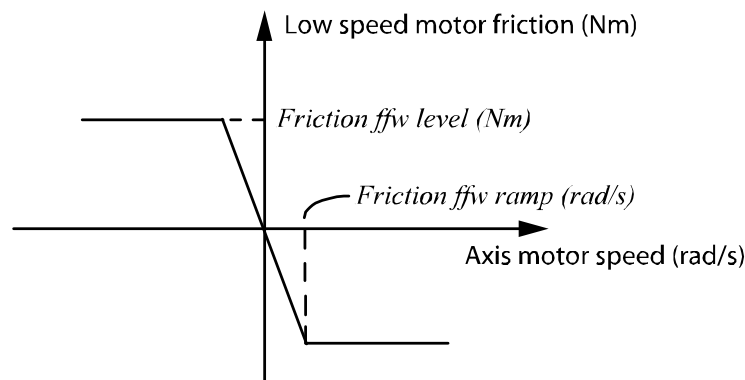 Low speed motor friction (Nm)
Friction ffw level (Nm)
Friction ffw ramp (rad/s)
Axis motor speed (rad/s)